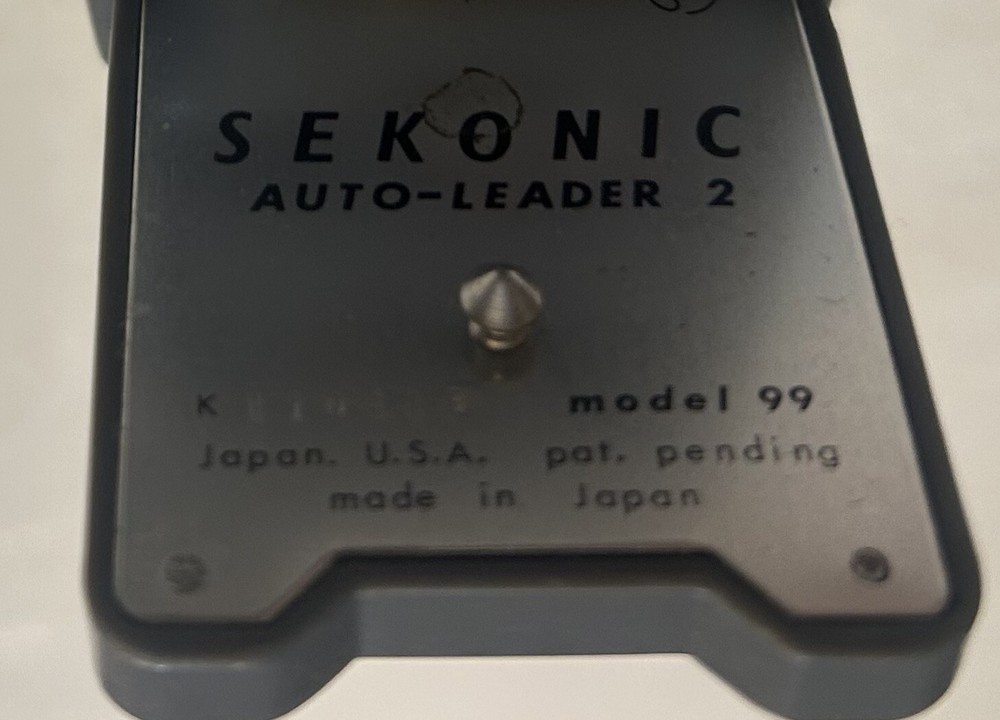 SEKONIC
AUTO-LEADER 2
K model 99
Japan. U.S.A. pat. pending
made in Japan